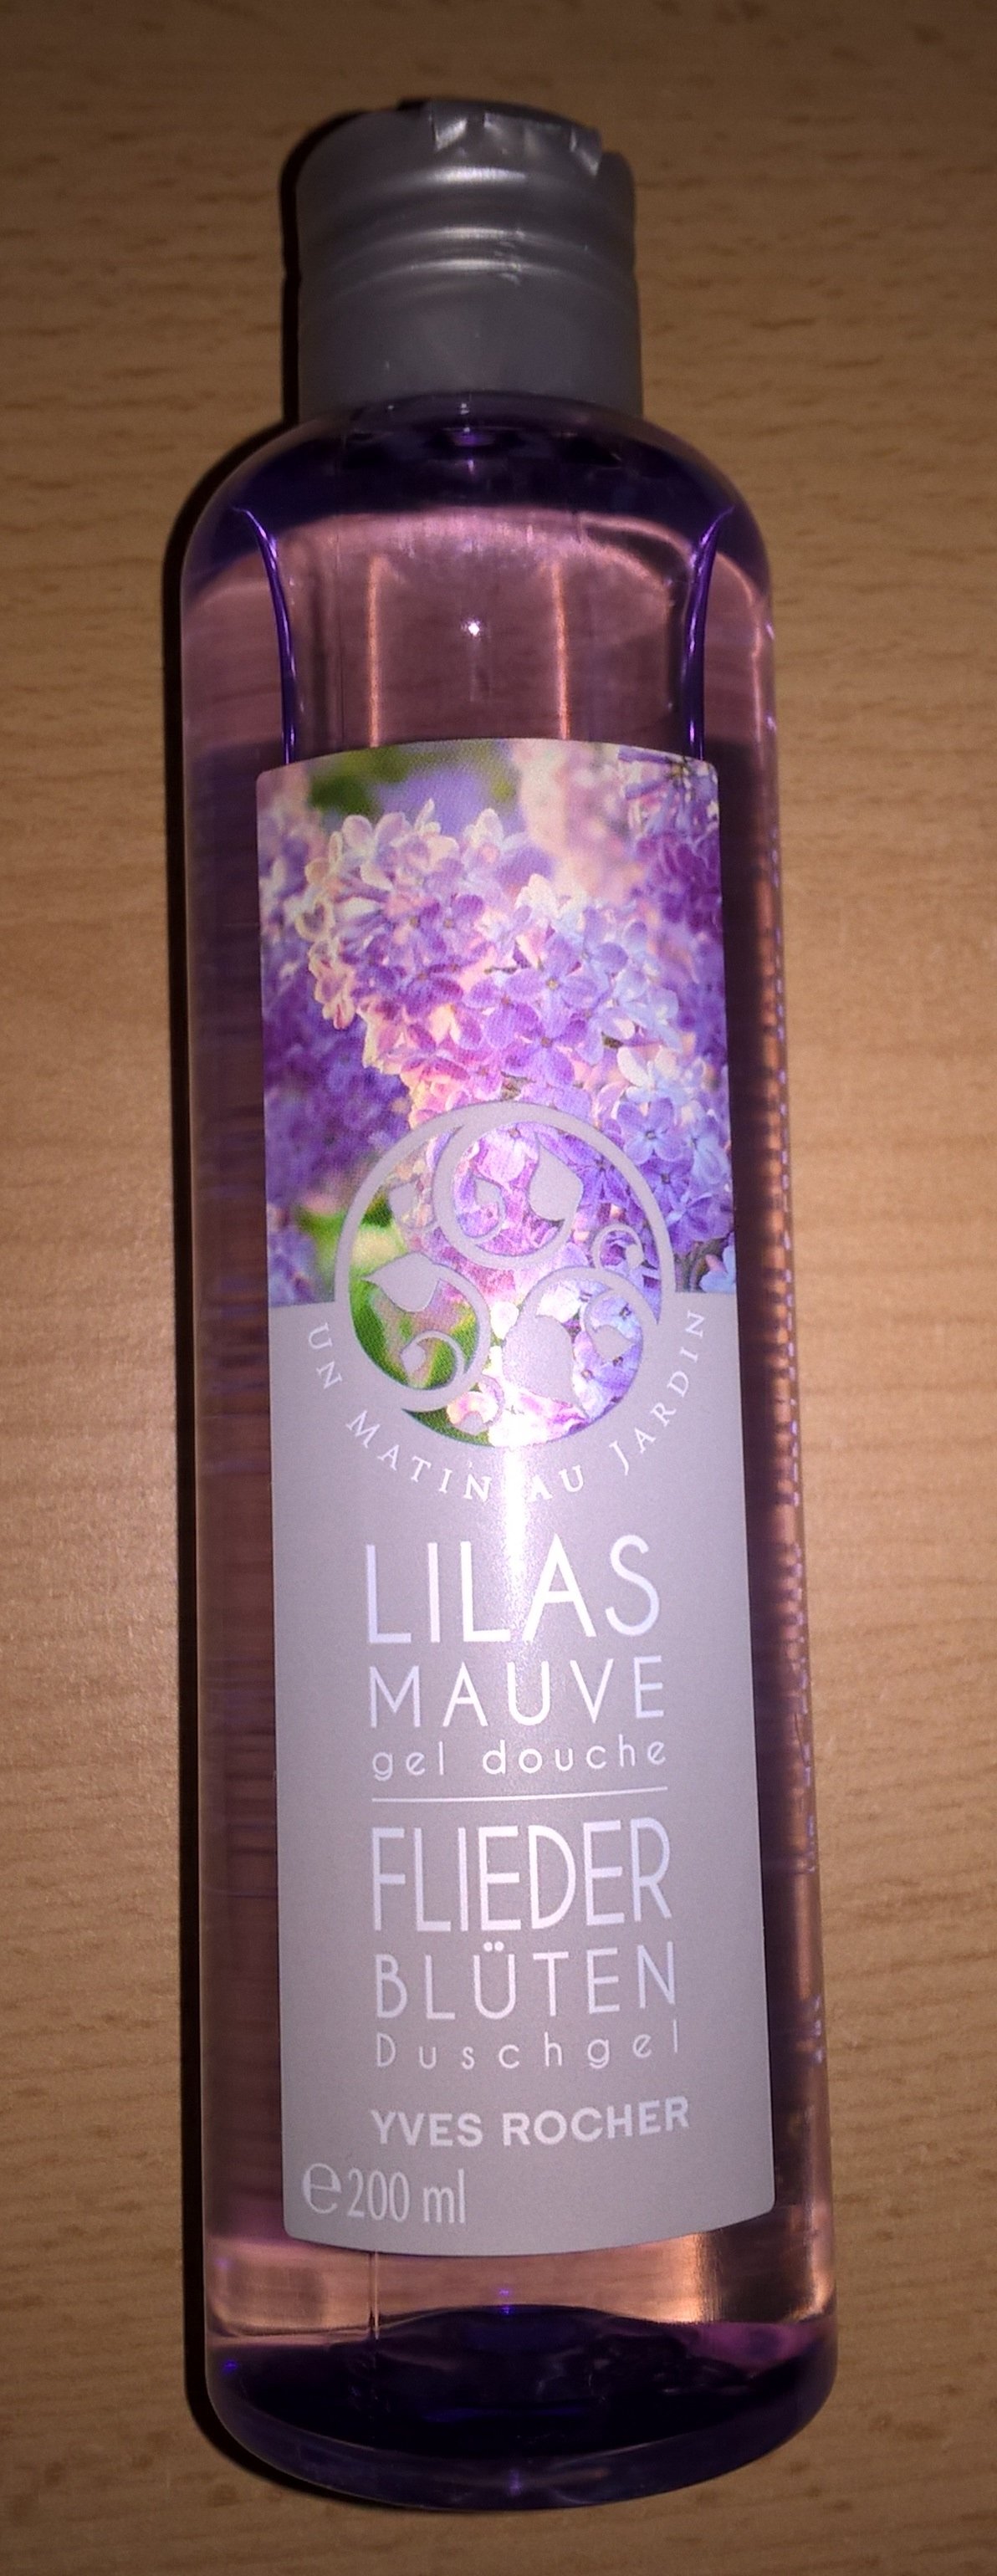 UN MATIN AU JARDIN
LILAS
MAUVE
gel douche
FLIEDER
BLÜTEN
Duschgel
YVES ROCHER
℮200 ml